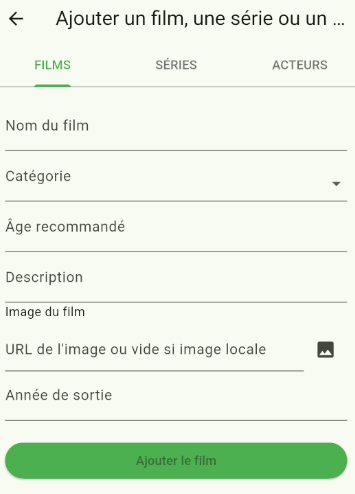 Ajouter un film, une série ou un ...
FILMS SÉRIES ACTEURS
Nom du film
Catégorie
Âge recommandé
Description
Image du film
URL de l'image ou vide si image locale
Année de sortie
Ajouter le film